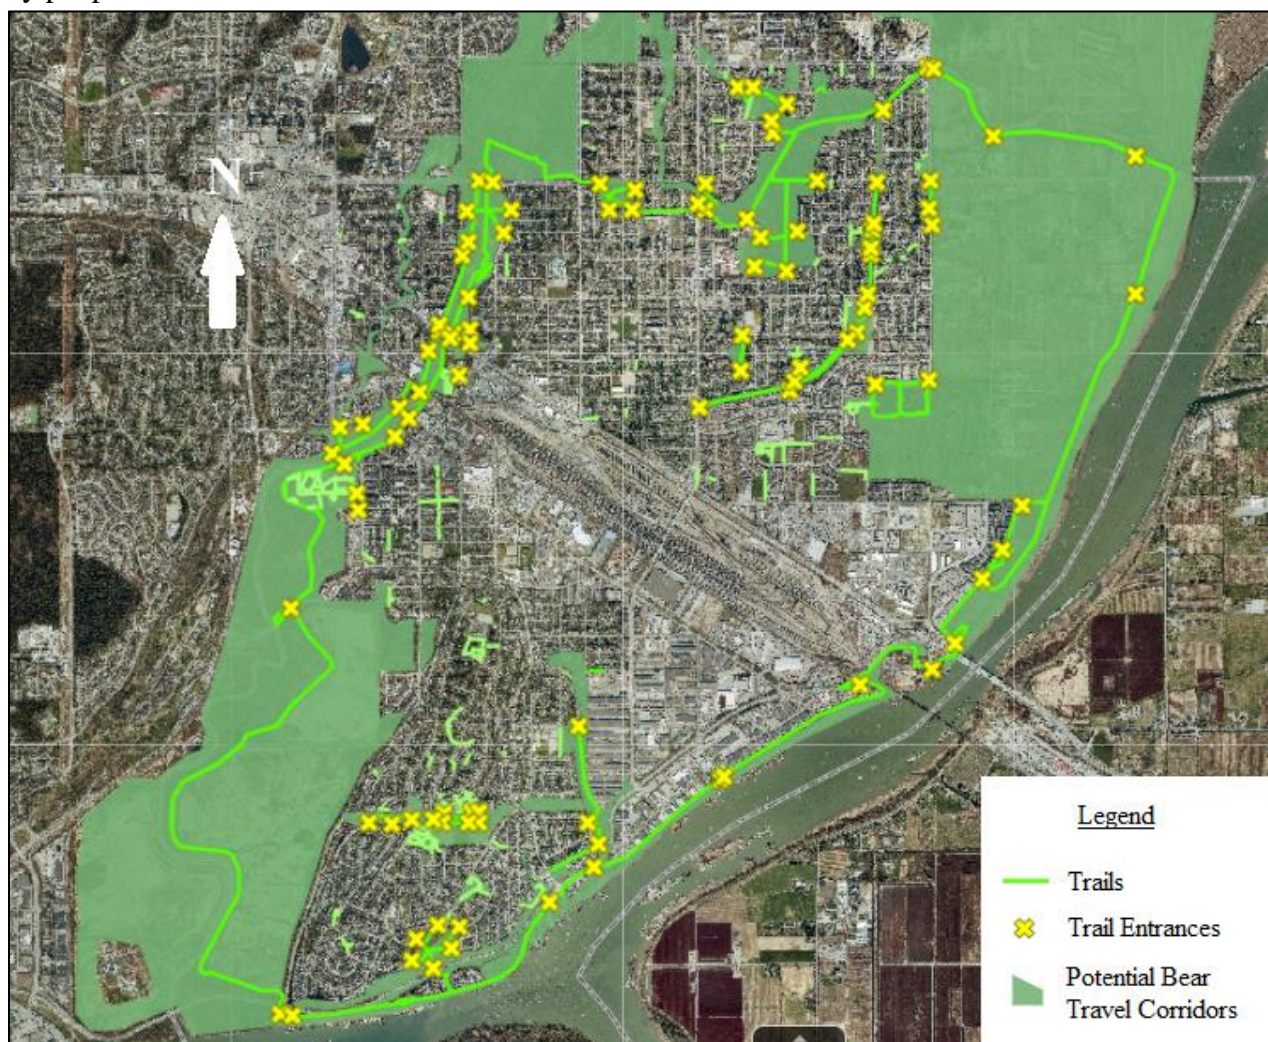 N
Legend
Trails
Trail Entrances
Potential Bear
Travel Corridors